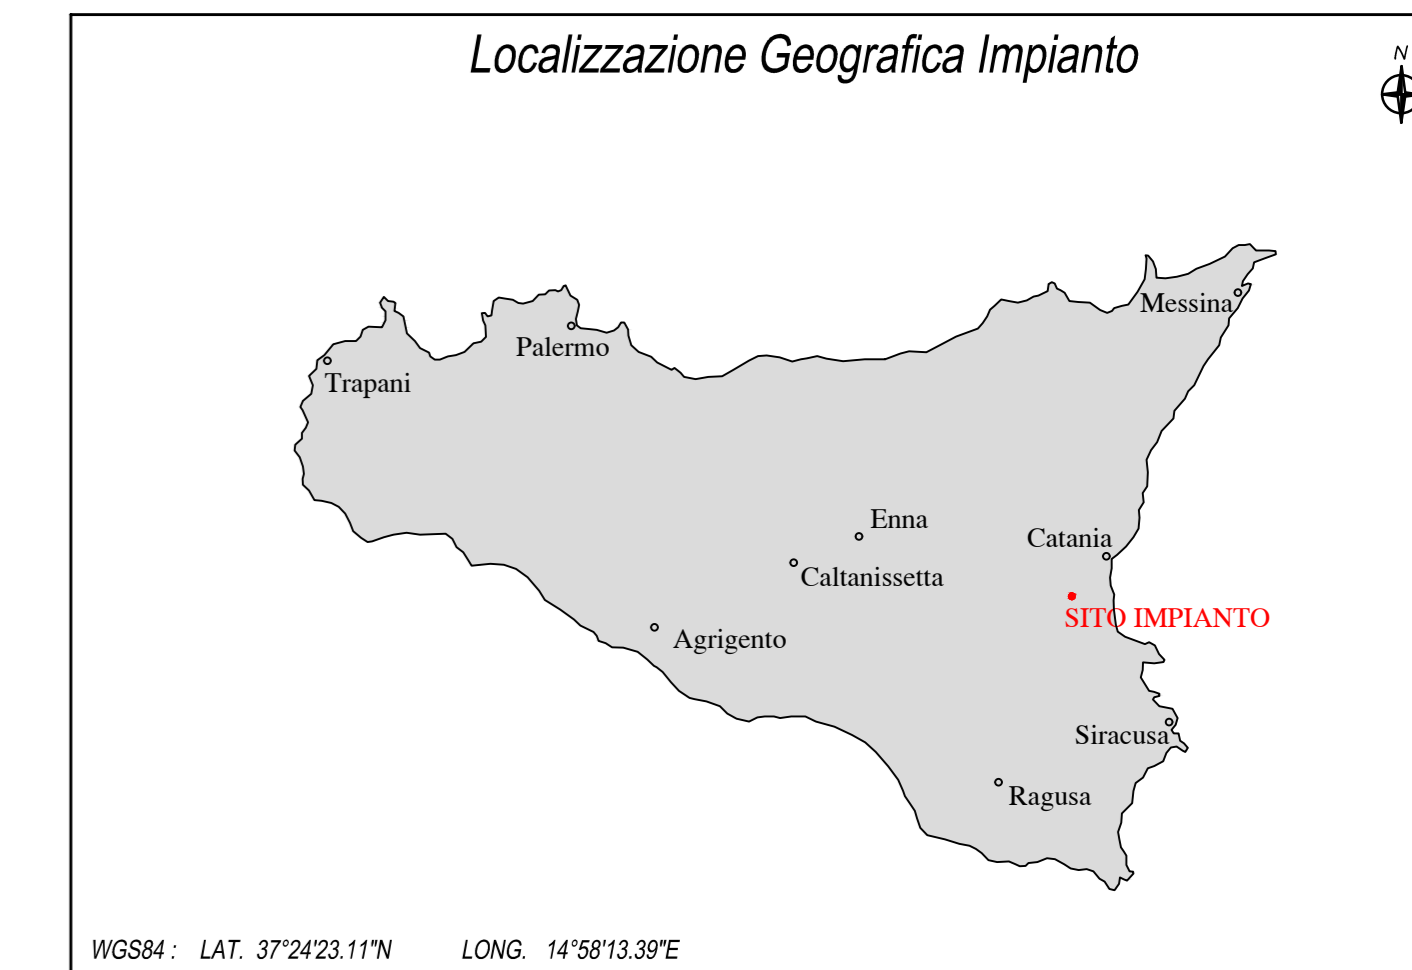 Localizzazione Geografica Impianto
N
Messina
Palermo
Trapani
Enna
Catania
Caltanissetta
SITO IMPIANTO
Agrigento
Siracusa
Ragusa
WGS84 : LAT. 37°24'23.11"N LONG. 14°58'13.39"E